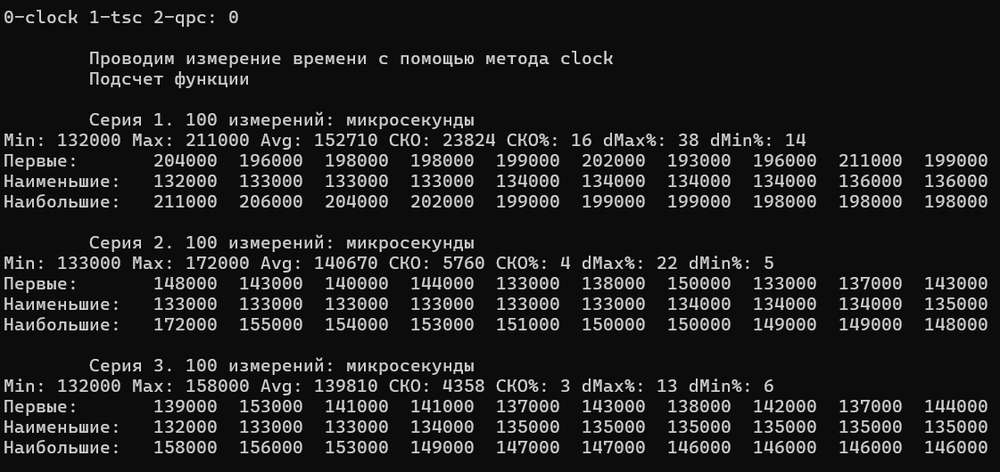 0-clock 1-tsc 2-qpc: 0
Проводим измерение времени с помощью метода clock
Подсчет функции
Серия 1. 100 измерений: микросекунды
Min: 132000 Max: 211000 Avg: 152710 СКО: 23824 СКО%: 16 dMax%: 38 dMin%: 14
Первые: 204000 196000 198000 198000 199000 202000 193000 196000 211000 199000
Наименьшие: 132000 133000 133000 133000 134000 134000 134000 134000 136000 136000
Наибольшие: 211000 206000 204000 202000 199000 199000 199000 198000 198000 198000
Серия 2. 100 измерений: микросекунды
Min: 133000 Max: 172000 Avg: 140670 СКО: 5760 СКО%: 4 dMax%: 22 dMin%: 5
Первые: 148000 143000 140000 144000 133000 138000 150000 133000 137000 143000
Наименьшие: 133000 133000 133000 133000 133000 133000 134000 134000 134000 135000
Наибольшие: 172000 155000 154000 153000 151000 150000 150000 149000 149000 148000
Серия 3. 100 измерений: микросекунды
Min: 132000 Max: 158000 Avg: 139810 СКО: 4358 СКО%: 3 dMax%: 13 dMin%: 6
Первые: 139000 153000 141000 141000 137000 143000 138000 142000 137000 144000
Наименьшие: 132000 133000 133000 134000 135000 135000 135000 135000 135000 135000
Наибольшие: 158000 156000 153000 149000 147000 147000 146000 146000 146000 146000